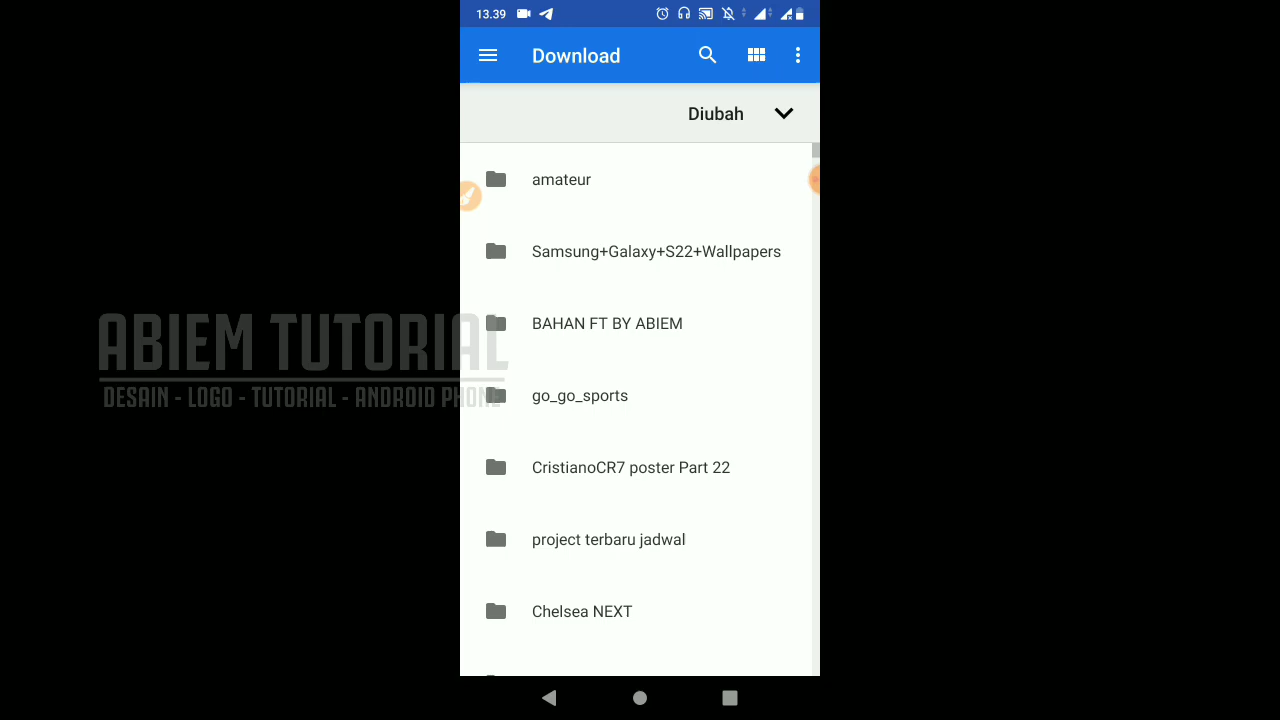 13.39
Download
Diubah
amateur
Samsung+Galaxy+S22+Wallpapers
BAHAN FT BY ABIEM
go_go_sports
CristianoCR7 poster Part 22
project terbaru jadwal
Chelsea NEXT
ABIEM TUTORIAL
DESAIN - LOGO - TUTORIAL - ANDROID PHONE